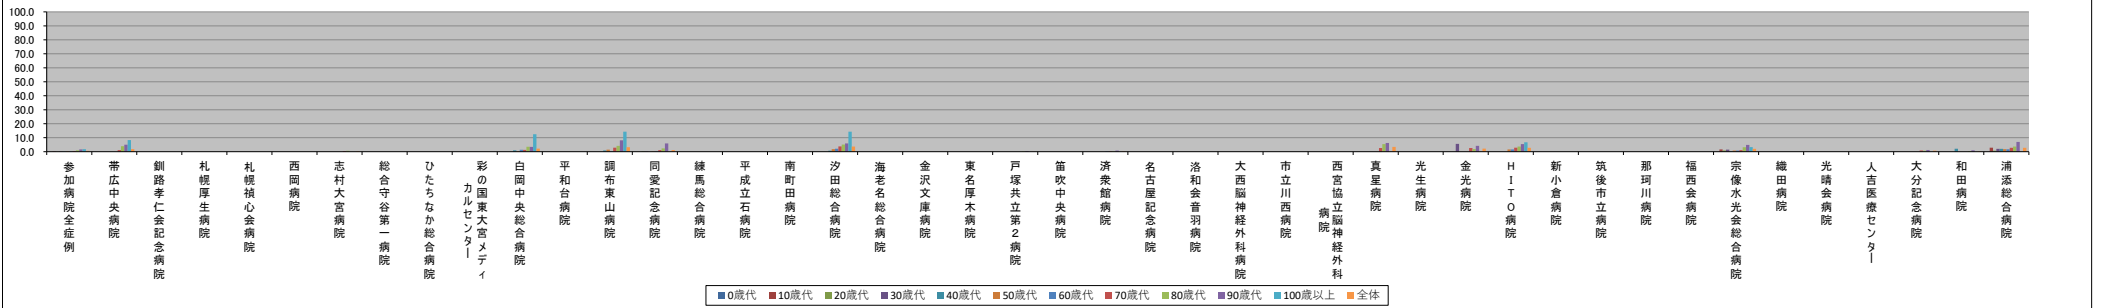 100.0
90.0
80.0
70.0
60.0
50.0
40.0
30.0
20.0
10.0
0.0
参加病院全症例
帯広中央病院
釧路孝仁会記念病院
札幌厚生病院
札幌禎心会病院
西岡病院
志村大宮病院
総合守谷第一病院
ひたちなか総合病院
彩の国東大宮メディ
カルセンター
白岡中央総合病院
平和台病院
調布東山病院
同愛記念病院
練馬総合病院
平成立石病院
南町田病院
汐田総合病院
海老名総合病院
金沢文庫病院
東名厚木病院
戸塚共立第2病院
笛吹中央病院
済衆館病院
名古屋記念病院
洛和会音羽病院
大西脳神経外科病院
市立川西病院
西宮協立脳神経外科
病院
真星病院
光生病院
金光病院
HITO病院
新小倉病院
筑後市立病院
那珂川病院
福西会病院
宗像水光会総合病院
織田病院
光晴会病院
人吉医療センター
大分記念病院
和田病院
浦添総合病院
0歳代 10歳代 20歳代 30歳代 40歳代 50歳代 60歳代 70歳代 80歳代 90歳代 100歳以上 全体